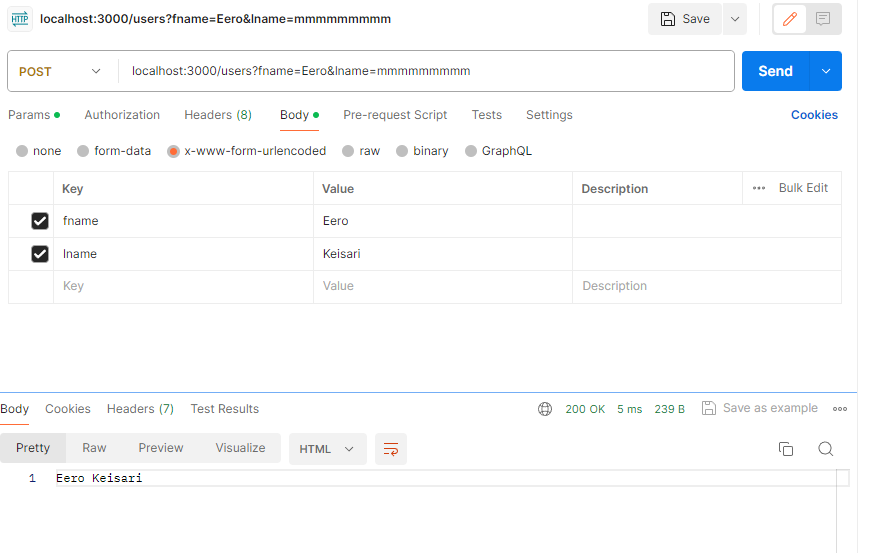 HTTP localhost:3000/users?fname=Eero&lname=mmmmmmmmm Save
POST localhost:3000/users?fname=Eero&lname=mmmmmmmmm Send
Params Authorization Headers (8) Body Pre-request Script Tests Settings Cookies
none form-data x-www-form-urlencoded raw binary GraphQL
Key Value Description Bulk Edit
fname Eero
lname Keisari
Key Value Description
Body Cookies Headers (7) Test Results 200 OK 5 ms 239 B Save as example
Pretty Raw Preview Visualize HTML
1 Eero Keisari